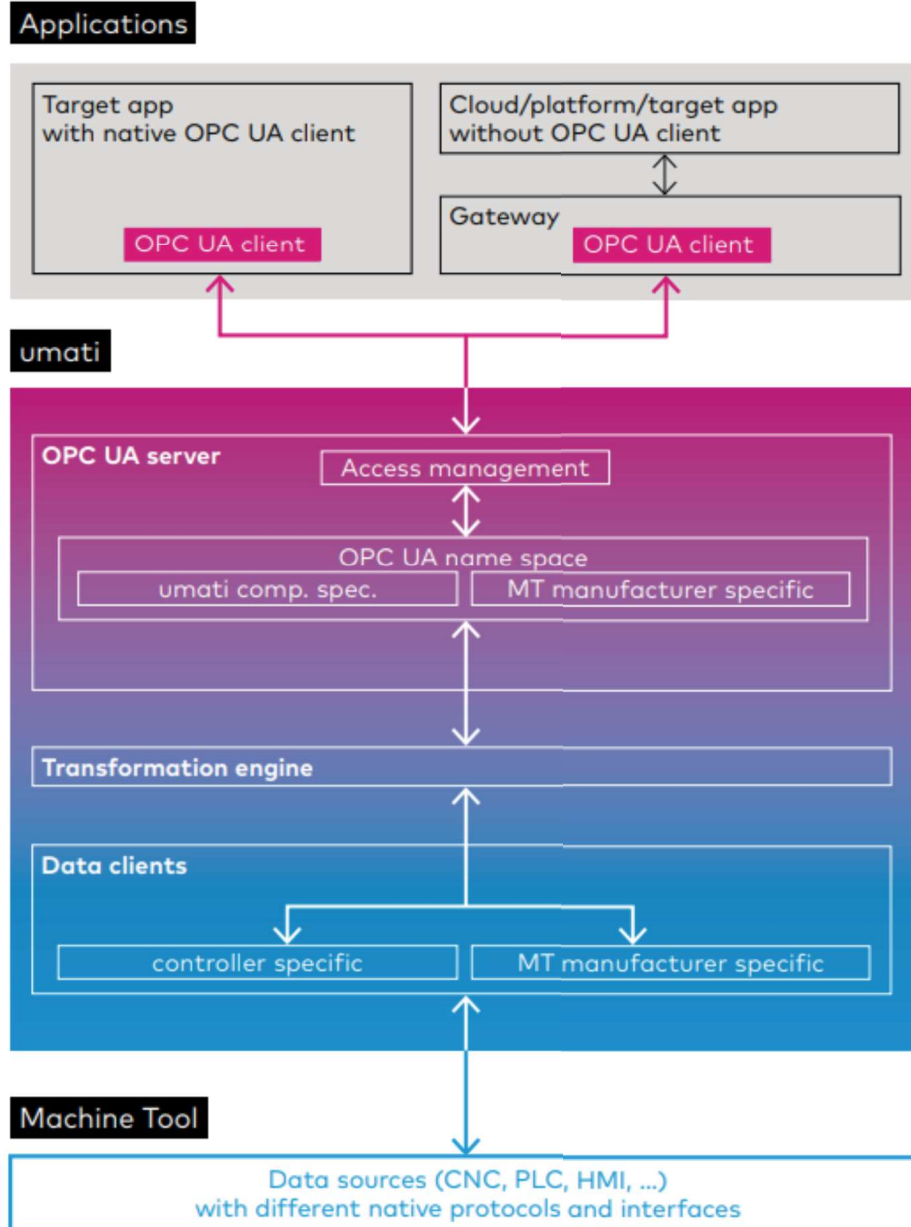 Applications
Target app
with native OPC UA client
OPC UA client
Cloud/platform/target app
without OPC UA client
Gateway
OPC UA client
umati
OPC UA server
Access management
OPC UA name space
umati comp. spec.
MT manufacturer specific
Transformation engine
Data clients
controller specific
MT manufacturer specific
Machine Tool
Data sources (CNC, PLC, HMI, ...)
with different native protocols and interfaces